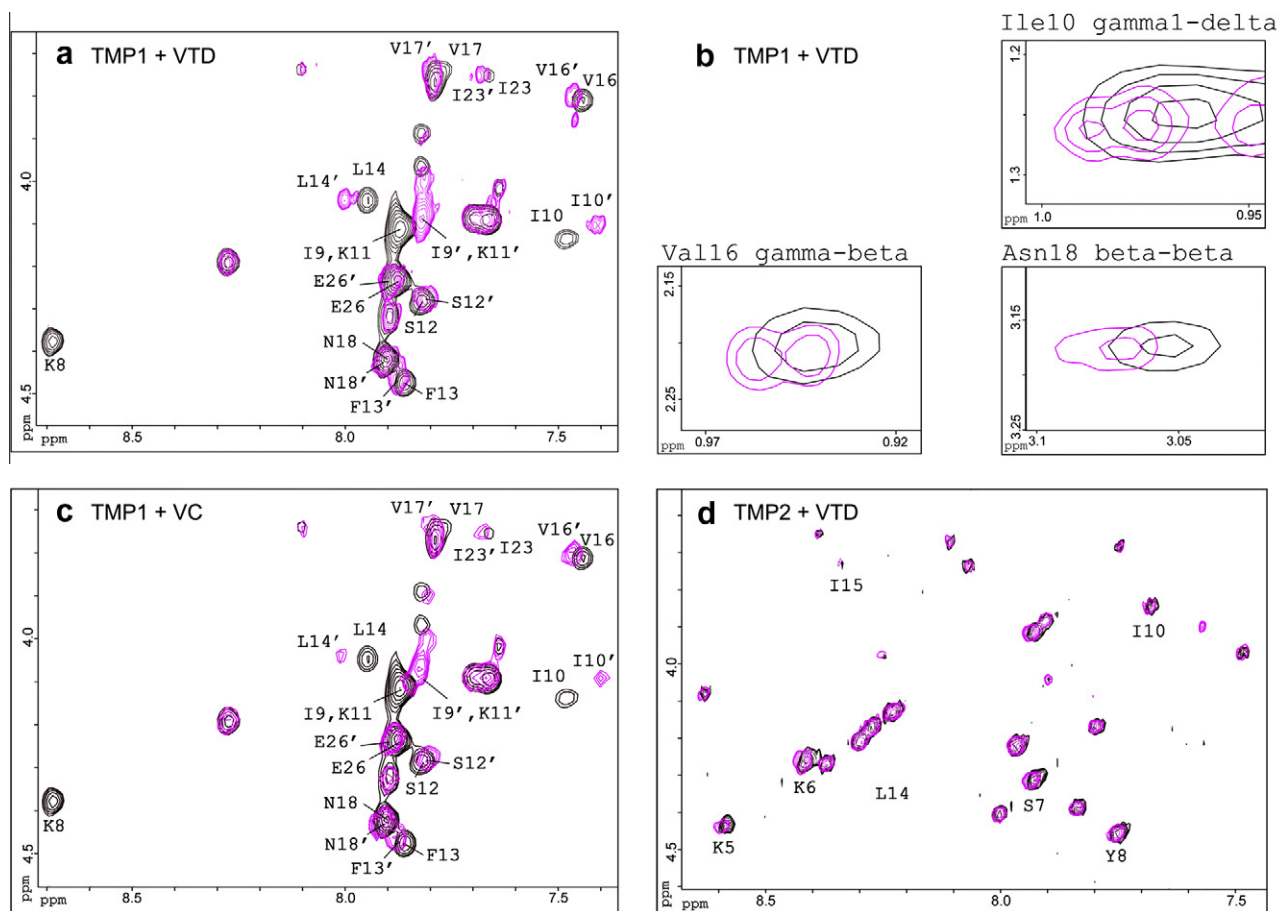 Ile10 gamma1-delta
a TMP1 + VTD
V17' V17
I23' I23
V16' V16
L14' L14
I10 I10'
I9,K11 I9',K11'
E26'
E26
S12'
S12
K8
N18
N18'
F13' F13
4.0
4.5
ppm
ppm 8.5 8.0 7.5
b TMP1 + VTD
1.2
1.3
ppm
ppm 1.0 0.95
Val16 gamma-beta
2.15
2.25
ppm
ppm 0.97 0.92
Asn18 beta-beta
3.15
3.25
ppm
ppm 3.1 3.05
c TMP1 + VC
V17' V17
I23' I23
V16' V16
L14' L14
I10 I10'
I9,K11 I9',K11'
E26'
E26
S12'
S12
K8
N18
N18'
F13' F13
4.0
4.5
ppm
ppm 8.5 8.0 7.5
d TMP2 + VTD
I15
I10
K6
L14
S7
K5
Y8
4.0
4.5
ppm
ppm 8.5 8.0 7.5